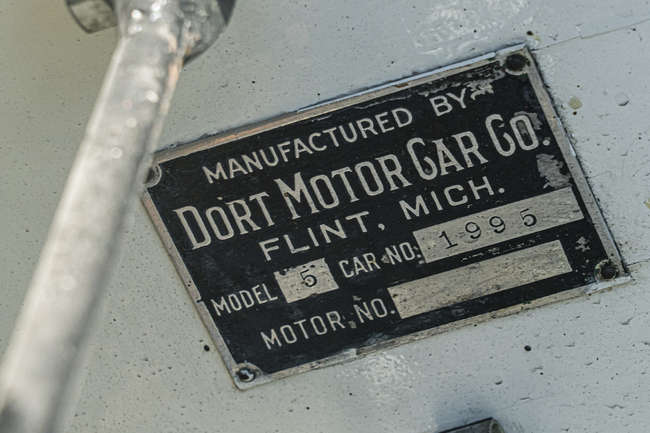 MANUFACTURED BY
DORT MOTOR CAR CO.
FLINT, MICH.
MODEL 5 CAR NO. 1995
MOTOR NO.